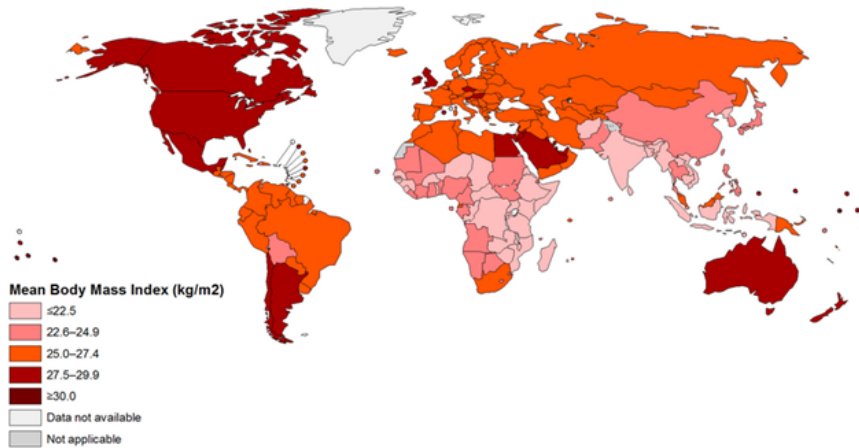 Mean Body Mass Index (kg/m2)
≤22.5
22.6–24.9
25.0–27.4
27.5–29.9
≥30.0
Data not available
Not applicable